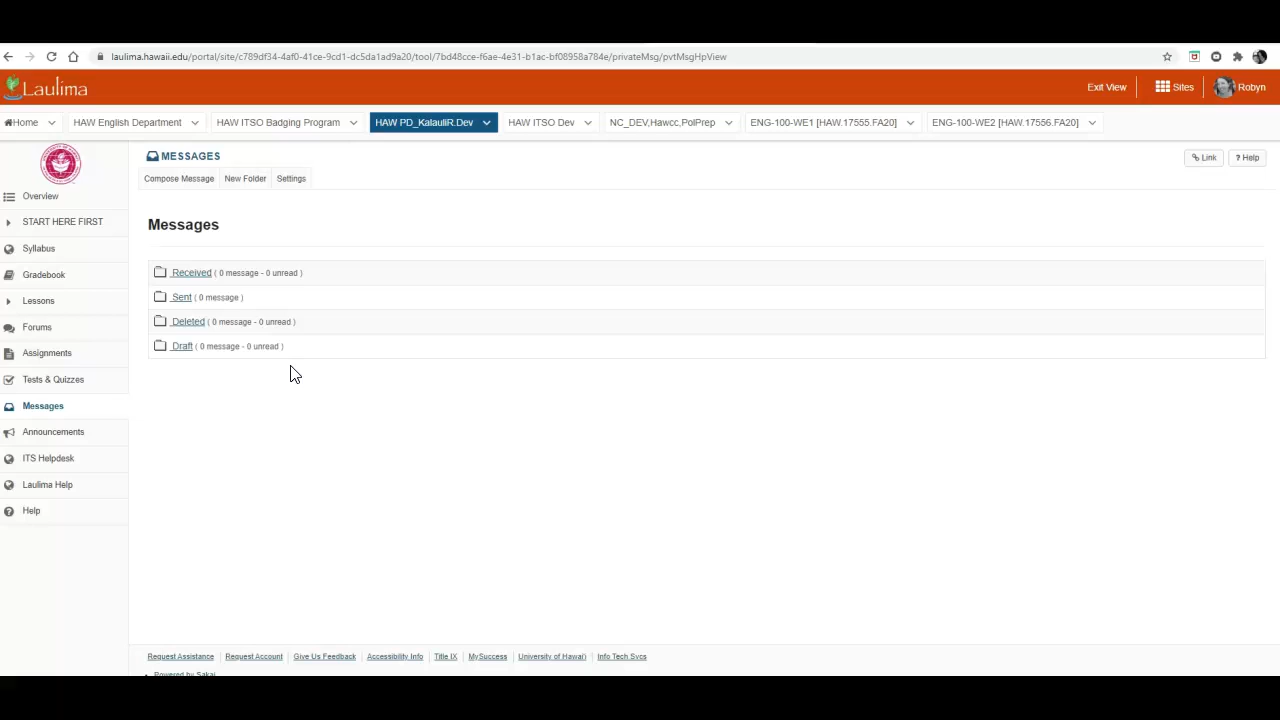 laulima.hawaii.edu/portal/site/c789df34-4af0-41ce-9cd1-dc5da1ad9a20/tool/7bd48cce-f6ae-4e31-b1ac-bf08958a784e/privateMsg/pvtMsgHpView
Laulima Exit View Sites Robyn
Home HAW English Department HAW ITSO Badging Program HAW PD_KalauliR.Dev HAW ITSO Dev NC_DEV,Hawcc,PolPrep ENG-100-WE1 [HAW.17555.FA20] ENG-100-WE2 [HAW.17556.FA20]
MESSAGES Link ? Help
Compose Message New Folder Settings
Overview
START HERE FIRST
Syllabus
Gradebook
Lessons
Forums
Assignments
Tests & Quizzes
Messages
Announcements
ITS Helpdesk
Laulima Help
Help
Messages
Received ( 0 message - 0 unread )
Sent ( 0 message )
Deleted ( 0 message - 0 unread )
Draft ( 0 message - 0 unread )
Request Assistance Request Account Give Us Feedback Accessibility Info Title IX MySuccess University of Hawai'i Info Tech Svcs
Powered by Sakai